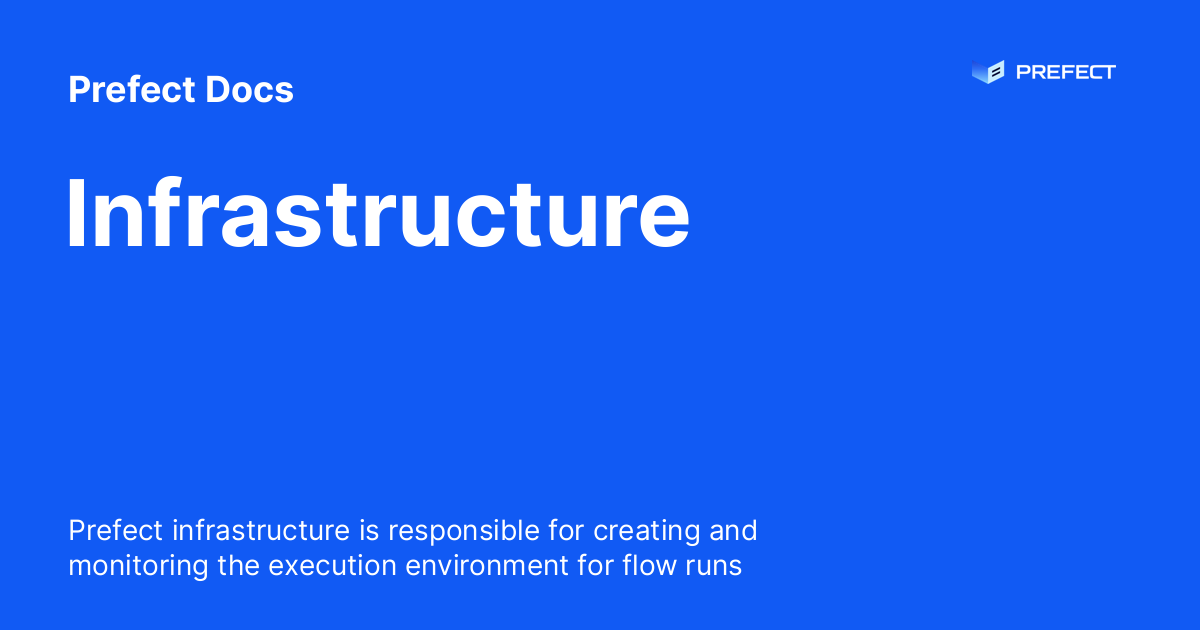 Prefect Docs
PREFECT
Infrastructure
Prefect infrastructure is responsible for creating and
monitoring the execution environment for flow runs